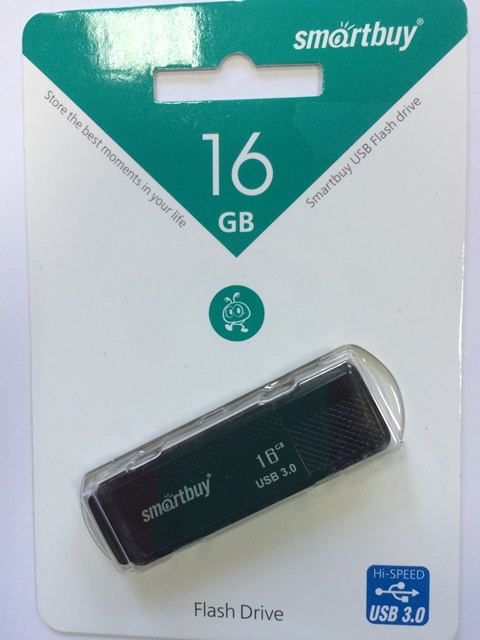 smartbuy®
Store the best moments in your life
16
GB
Smartbuy USB Flash drive
16 GB
USB 3.0
smartbuy®
Flash Drive
Hi-SPEED
USB 3.0